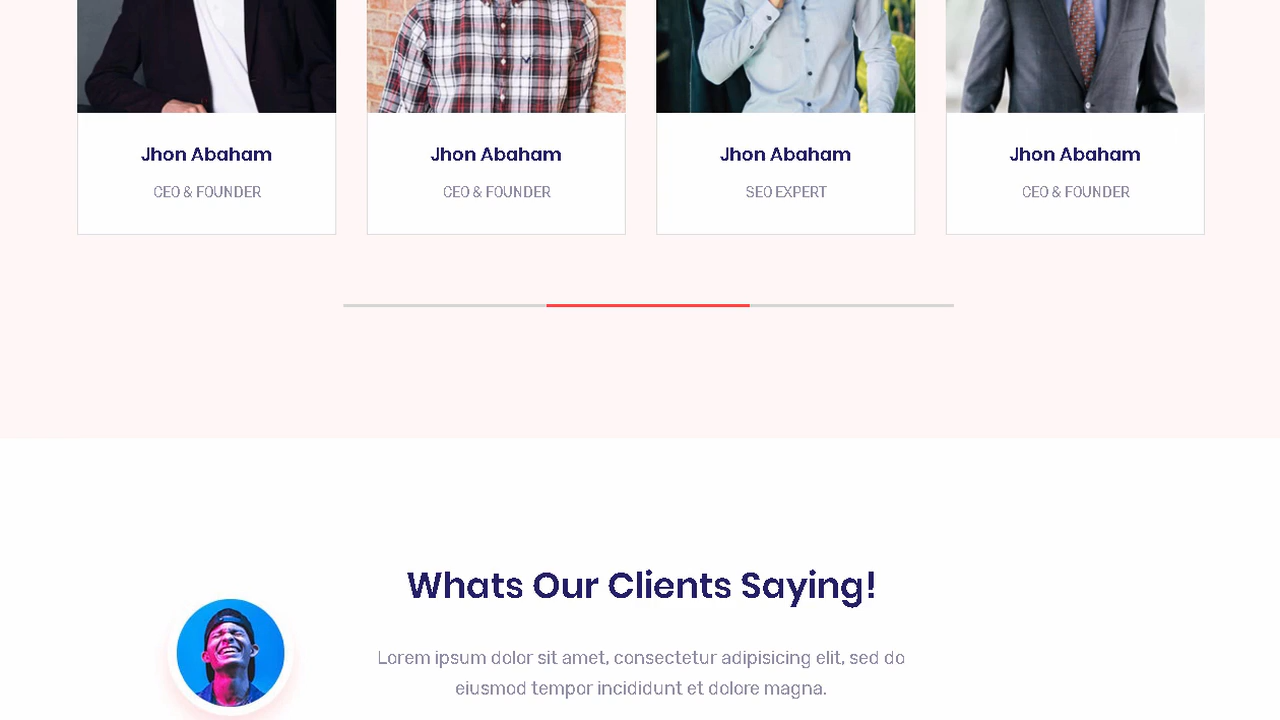 Jhon Abaham
CEO & FOUNDER
Jhon Abaham
CEO & FOUNDER
Jhon Abaham
SEO EXPERT
Jhon Abaham
CEO & FOUNDER
Whats Our Clients Saying!
Lorem ipsum dolor sit amet, consectetur adipisicing elit, sed do
eiusmod tempor incididunt et dolore magna.